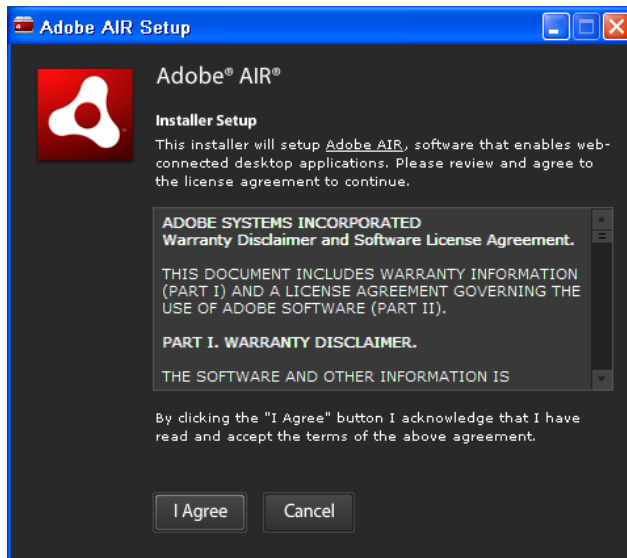 Adobe AIR Setup
Adobe® AIR®
Installer Setup
This installer will setup Adobe AIR, software that enables web-
connected desktop applications. Please review and agree to
the license agreement to continue.
ADOBE SYSTEMS INCORPORATED
Warranty Disclaimer and Software License Agreement.
THIS DOCUMENT INCLUDES WARRANTY INFORMATION
(PART I) AND A LICENSE AGREEMENT GOVERNING THE
USE OF ADOBE SOFTWARE (PART II).
PART I. WARRANTY DISCLAIMER.
THE SOFTWARE AND OTHER INFORMATION IS
By clicking the "I Agree" button I acknowledge that I have
read and accept the terms of the above agreement.
I Agree
Cancel